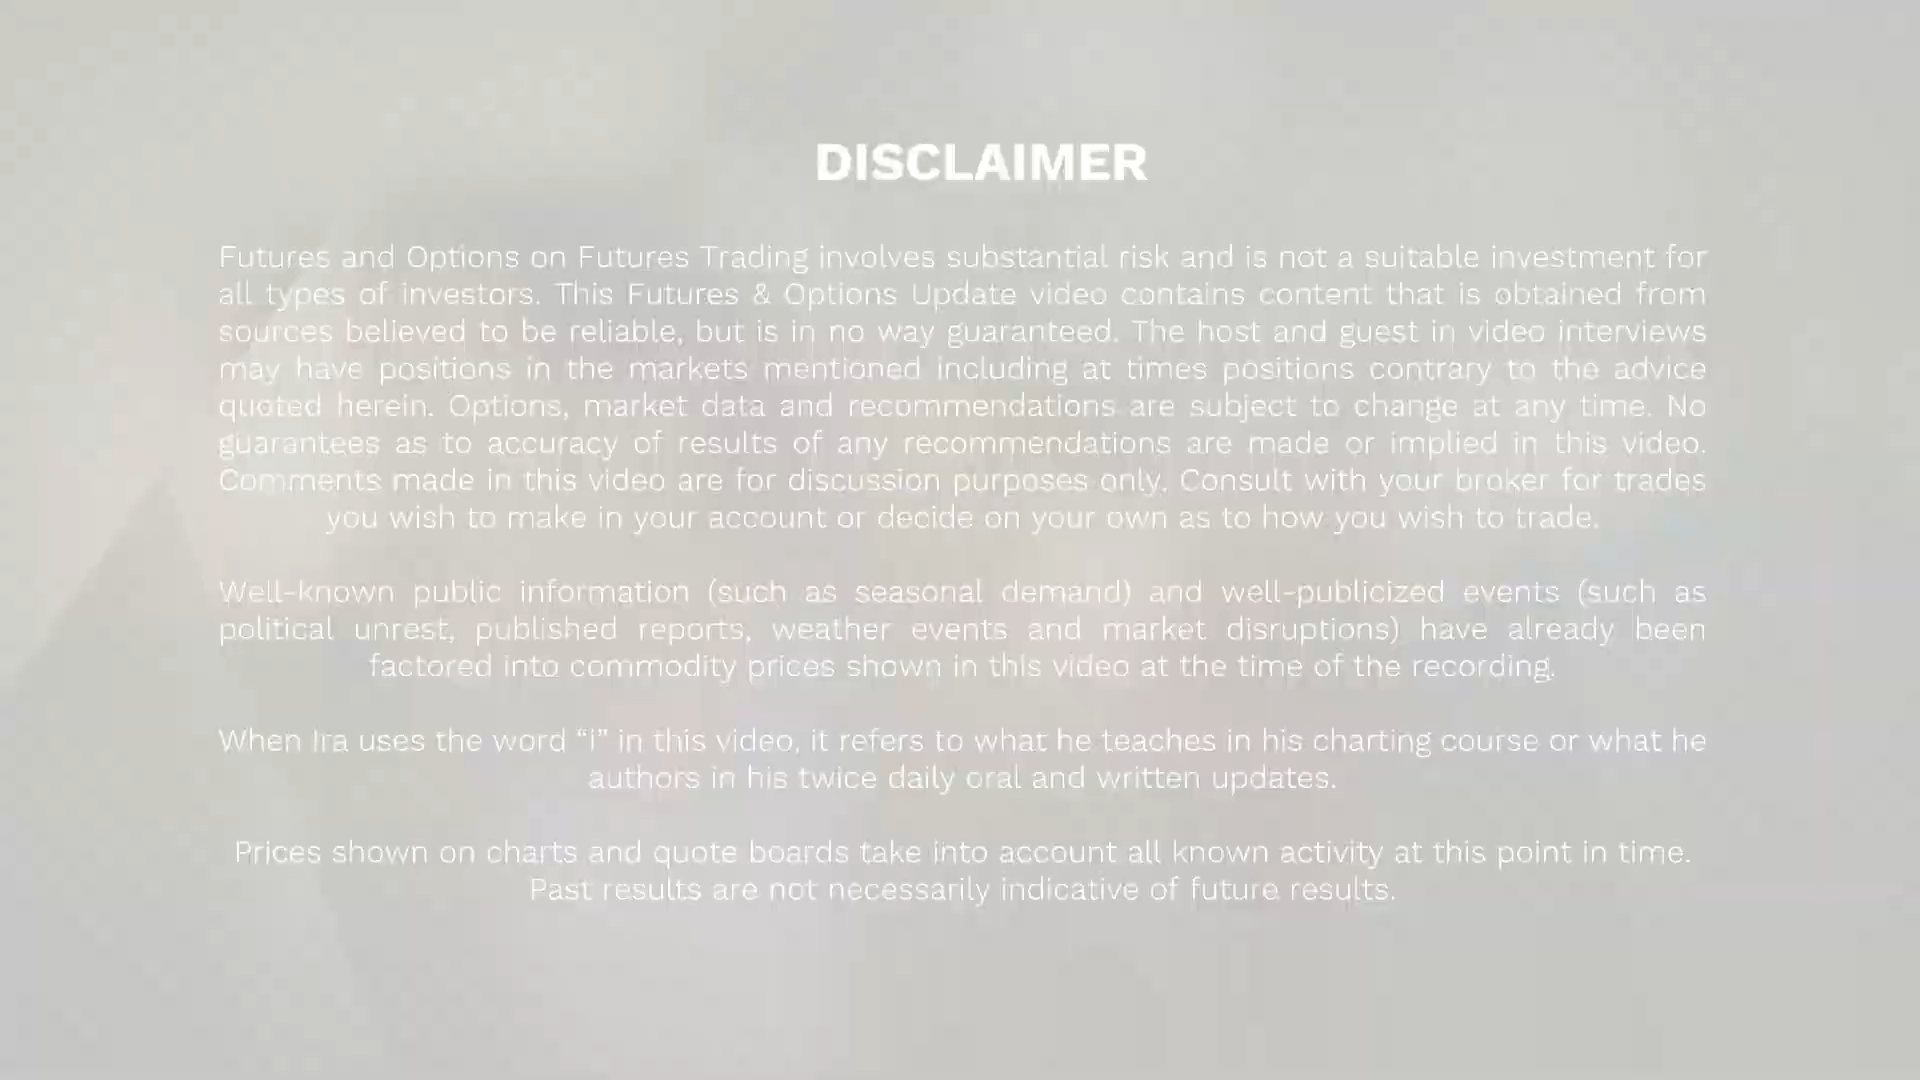 DISCLAIMER
Futures and Options on Futures Trading involves substantial risk and is not a suitable investment for
all types of investors. This Futures & Options Update video contains content that is obtained from
sources believed to be reliable, but is in no way guaranteed. The host and guest in video interviews
may have positions in the markets mentioned including at times positions contrary to the advice
quoted herein. Options, market data and recommendations are subject to change at any time. No
guarantees as to accuracy of results of any recommendations are made or implied in this video.
Comments made in this video are for discussion purposes only. Consult with your broker for trades
you wish to make in your account or decide on your own as to how you wish to trade.
Well-known public information (such as seasonal demand) and well-publicized events (such as
political unrest, published reports, weather events and market disruptions) have already been
factored into commodity prices shown in this video at the time of the recording.
When Ira uses the word “I” in this video, it refers to what he teaches in his charting course or what he
authors in his twice daily oral and written updates.
Prices shown on charts and quote boards take into account all known activity at this point in time.
Past results are not necessarily indicative of future results.